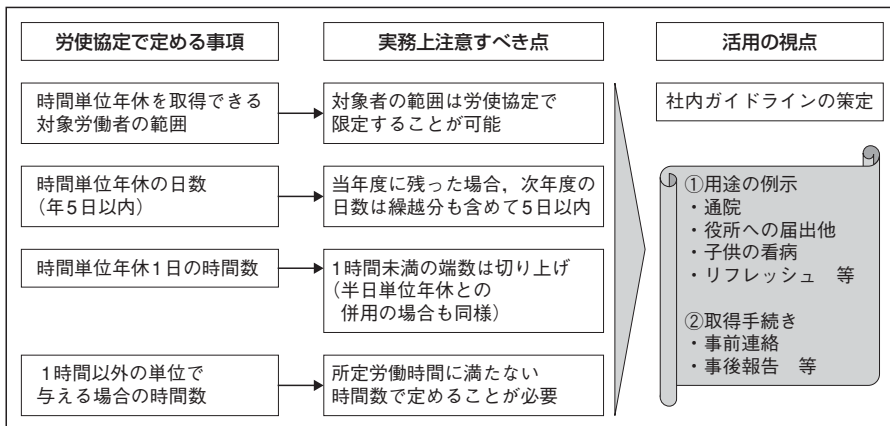 労使協定で定める事項
実務上注意すべき点
活用の視点
時間単位年休を取得できる
対象労働者の範囲
対象者の範囲は労使協定で
限定することが可能
時間単位年休の日数
（年5日以内）
当年度に残った場合，次年度の
日数は繰越分も含めて5日以内
時間単位年休1日の時間数
1時間未満の端数は切り上げ
（半日単位年休との
併用の場合も同様）
1時間以外の単位で
与える場合の時間数
所定労働時間に満たない
時間数で定めることが必要
社内ガイドラインの策定
①用途の例示
・通院
・役所への届出他
・子供の看病
・リフレッシュ　等
②取得手続き
・事前連絡
・事後報告　等